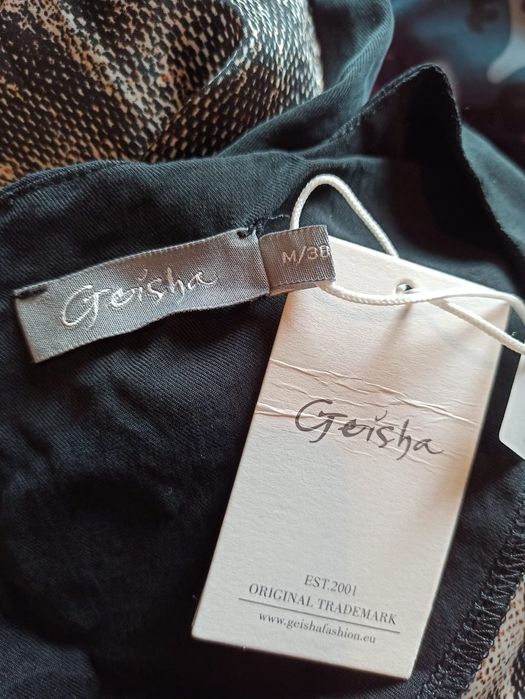 Geisha
M/38
Geisha
EST.2001
ORIGINAL TRADEMARK
www.geishafashion.eu